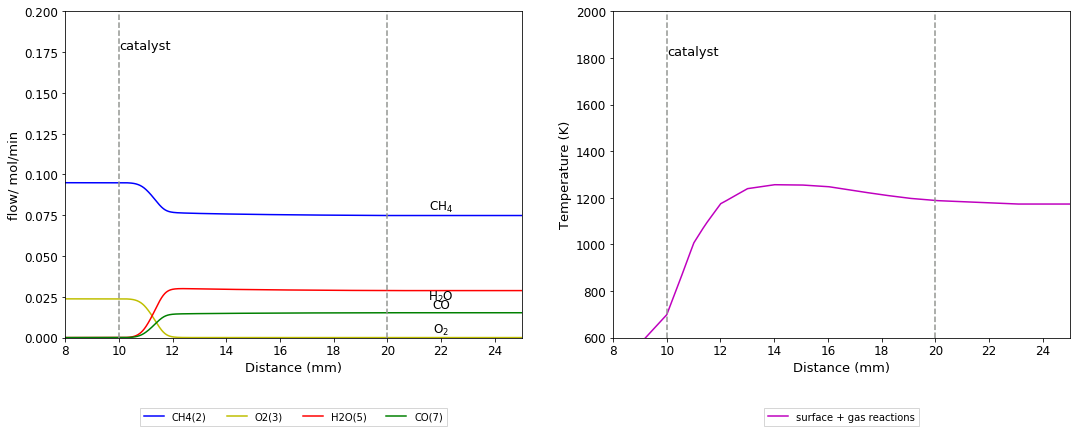 0.200
0.175
0.150
0.125
0.100
0.075
0.050
0.025
0.000
flow/ mol/min
catalyst
CH₄
H₂O
CO
O₂
8 10 12 14 16 18 20 22 24
Distance (mm)
CH4(2) O2(3) H2O(5) CO(7)
2000
1800
1600
1400
1200
1000
800
600
Temperature (K)
catalyst
8 10 12 14 16 18 20 22 24
Distance (mm)
surface + gas reactions